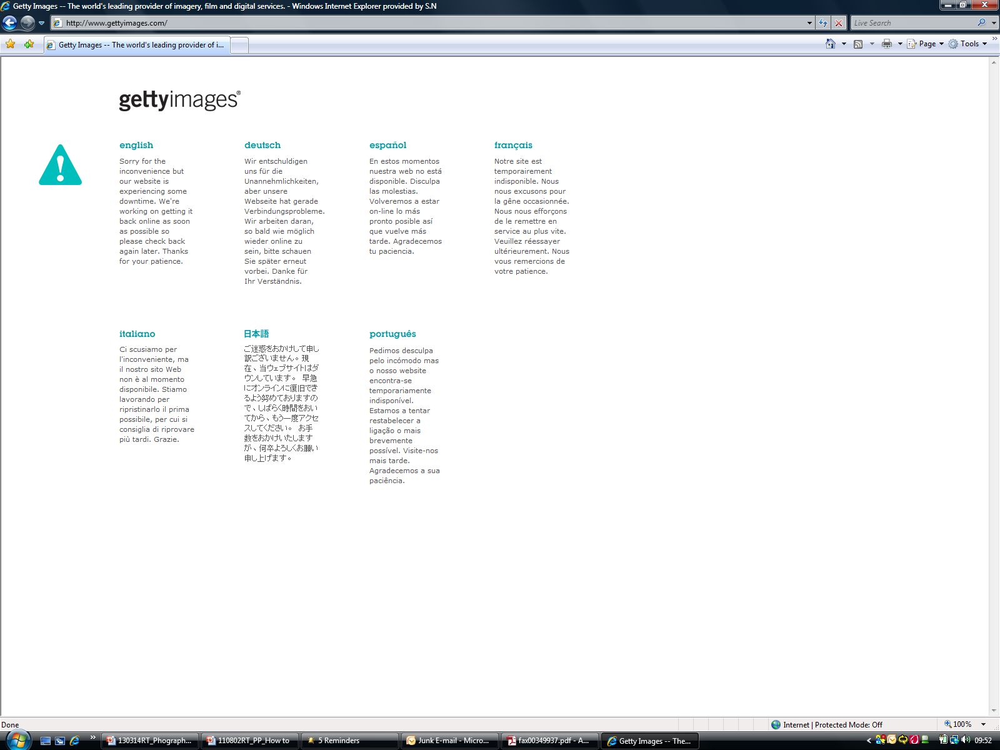 Getty Images -- The world's leading provider of imagery, film and digital services. - Windows Internet Explorer provided by S.N
http://www.gettyimages.com/
Live Search
Getty Images -- The world's leading provider of i...
Page
Tools
gettyimages®
english
Sorry for the
inconvenience but
our website is
experiencing some
downtime. We're
working on getting it
back online as soon
as possible so
please check back
again later. Thanks
for your patience.
deutsch
Wir entschuldigen
uns für die
Unannehmlichkeiten,
aber unsere
Webseite hat gerade
Verbindungsprobleme.
Wir arbeiten daran,
so bald wie möglich
wieder online zu
sein, bitte schauen
Sie später erneut
vorbei. Danke für
Ihr Verständnis.
español
En estos momentos
nuestra web no está
disponible. Disculpa
las molestias.
Volveremos a estar
on-line lo más
pronto posible así
que vuelve más
tarde. Agradecemos
tu paciencia.
français
Notre site est
temporairement
indisponible. Nous
nous excusons pour
la gêne occasionnée.
Nous nous efforçons
de le remettre en
service au plus vite.
Veuillez réessayer
ultérieurement. Nous
vous remercions de
votre patience.
italiano
Ci scusiamo per
l'inconveniente, ma
il nostro sito Web
non è al momento
disponibile. Stiamo
lavorando per
ripristinarlo il prima
possibile, per cui si
consiglia di riprovare
più tardi. Grazie.
日本語
ご迷惑をおかけして申し
訳ございません。現
在、当ウェブサイトはダ
ウンしています。 早急
にオンラインに復旧でき
るよう努めておりますの
で、しばらく時間をおい
てから、もう一度アクセ
スしてください。 お手
数をおかけいたします
が、何卒よろしくお願い
申し上げます。
português
Pedimos desculpa
pelo incómodo mas
o nosso website
encontra-se
temporariamente
indisponível.
Estamos a tentar
restabelecer a
ligação o mais
brevemente
possível. Visite-nos
mais tarde.
Agradecemos a sua
paciência.
Done
Internet | Protected Mode: Off
100%
130314RT_Phograph...
110802RT_PP_How to
5 Reminders
Junk E-mail - Micro...
fax00349937.pdf - A...
Getty Images -- The...
09:52